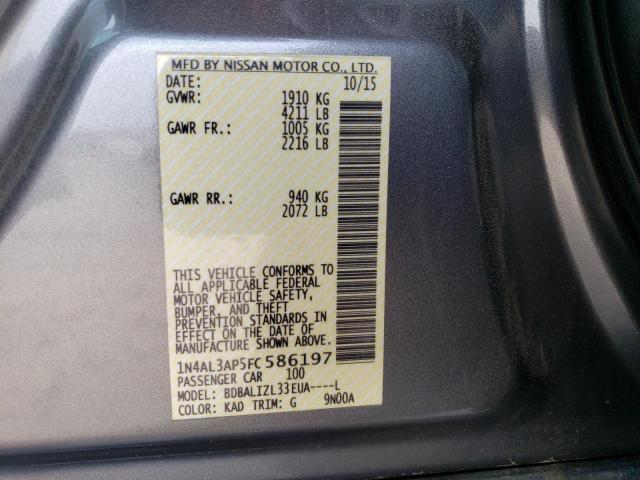 MFD BY NISSAN MOTOR CO., LTD.
DATE: 10/15
GVWR: 1910 KG
4211 LB
GAWR FR.: 1005 KG
2216 LB
GAWR RR.: 940 KG
2072 LB
THIS VEHICLE CONFORMS TO
ALL APPLICABLE FEDERAL
MOTOR VEHICLE SAFETY,
BUMPER, AND THEFT
PREVENTION STANDARDS IN
EFFECT ON THE DATE OF
MANUFACTURE SHOWN ABOVE.
1N4AL3AP5FC586197
PASSENGER CAR 100
MODEL: BDBALIZL33EUA----L
COLOR: KAD TRIM: G 9N00A